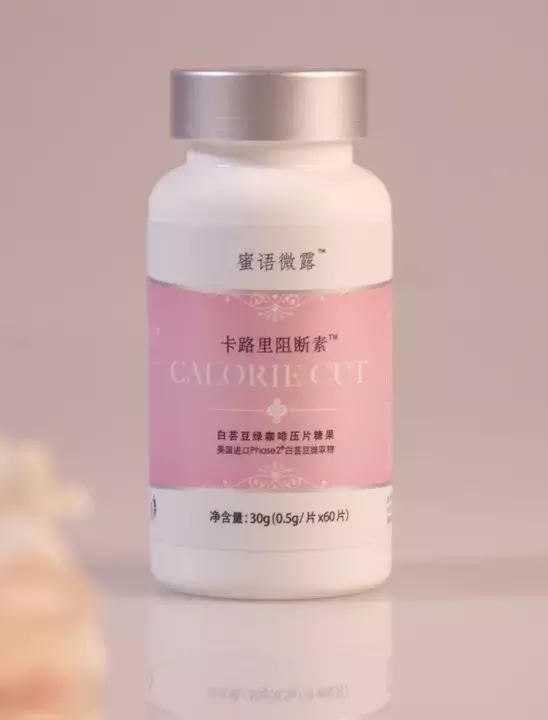 蜜语微露™
卡路里阻断素™
CALORIE CUT
白芸豆绿咖啡压片糖果
美国进口Phase2®白芸豆提取物
净含量:30g(0.5g/片x60片)